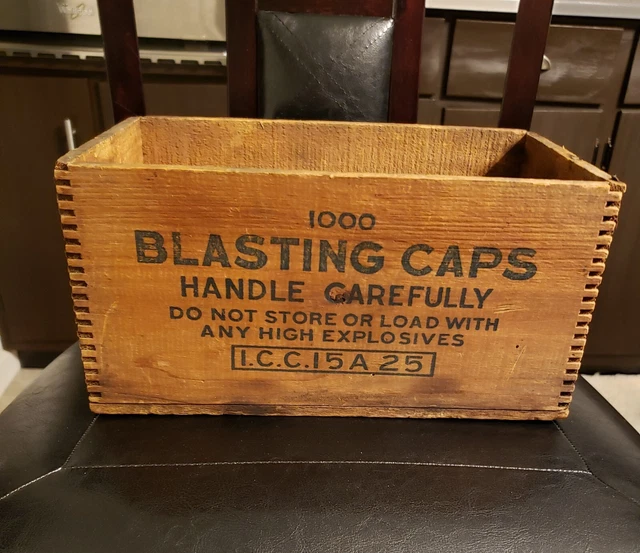 1000
BLASTING CAPS
HANDLE CAREFULLY
DO NOT STORE OR LOAD WITH
ANY HIGH EXPLOSIVES
I.C.C.15A 25